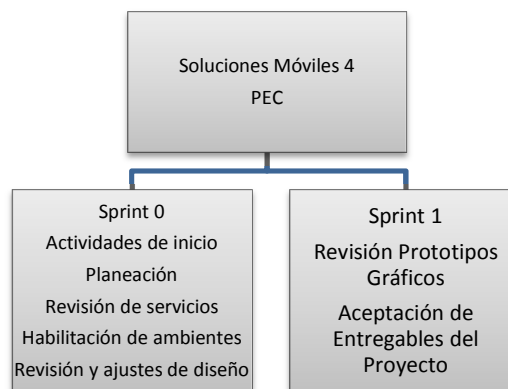 Soluciones Móviles 4
PEC
Sprint 0
Actividades de inicio
Planeación
Revisión de servicios
Habilitación de ambientes
Revisión y ajustes de diseño
Sprint 1
Revisión Prototipos
Gráficos
Aceptación de
Entregables del
Proyecto